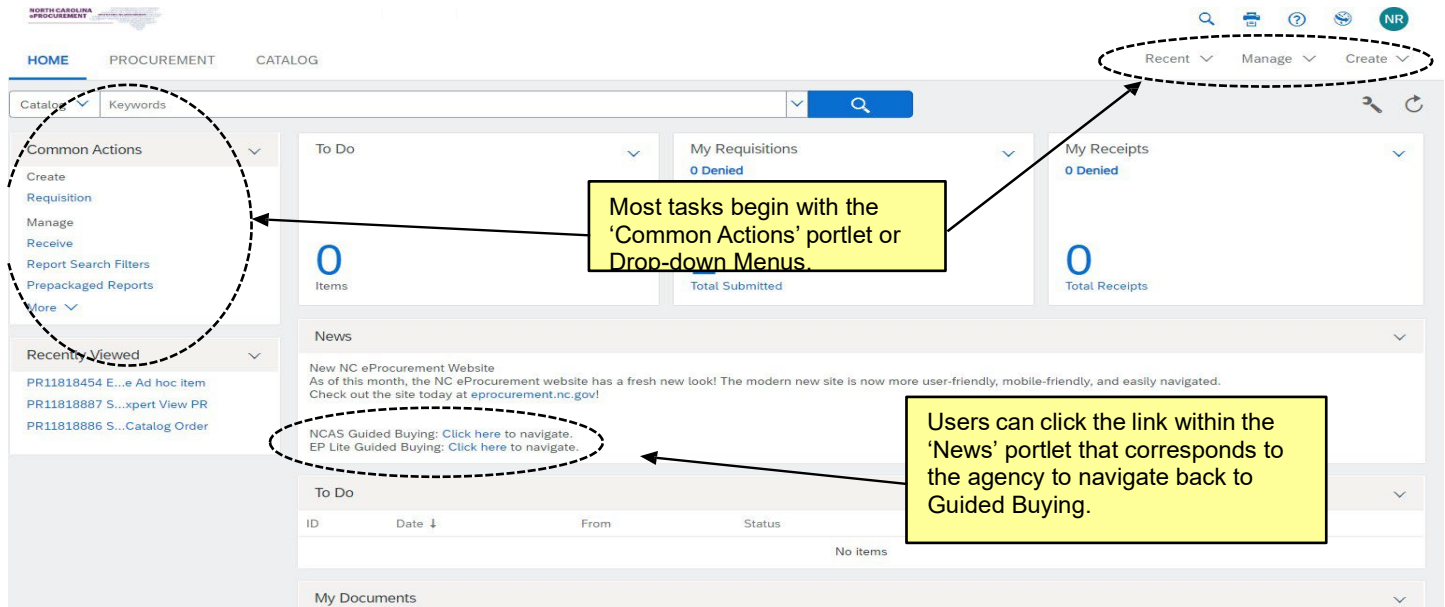 NORTH CAROLINA
ePROCUREMENT
NR
HOME PROCUREMENT CATALOG
Recent Manage Create
Catalog Keywords
Common Actions
Create
Requisition
Manage
Receive
Report Search Filters
Prepackaged Reports
More
Recently Viewed
PR11818454 E...e Ad hoc item
PR11818887 S...xpert View PR
PR11818886 S...Catalog Order
To Do
0
Items
My Requisitions
0 Denied
Total Submitted
My Receipts
0 Denied
0
Total Receipts
Most tasks begin with the
‘Common Actions’ portlet or
Drop-down Menus.
News
New NC eProcurement Website
As of this month, the NC eProcurement website has a fresh new look! The modern new site is now more user-friendly, mobile-friendly, and easily navigated.
Check out the site today at eprocurement.nc.gov!
NCAS Guided Buying: Click here to navigate.
EP Lite Guided Buying: Click here to navigate.
Users can click the link within the
‘News’ portlet that corresponds to
the agency to navigate back to
Guided Buying.
To Do
ID Date ↓ From Status
No items
My Documents